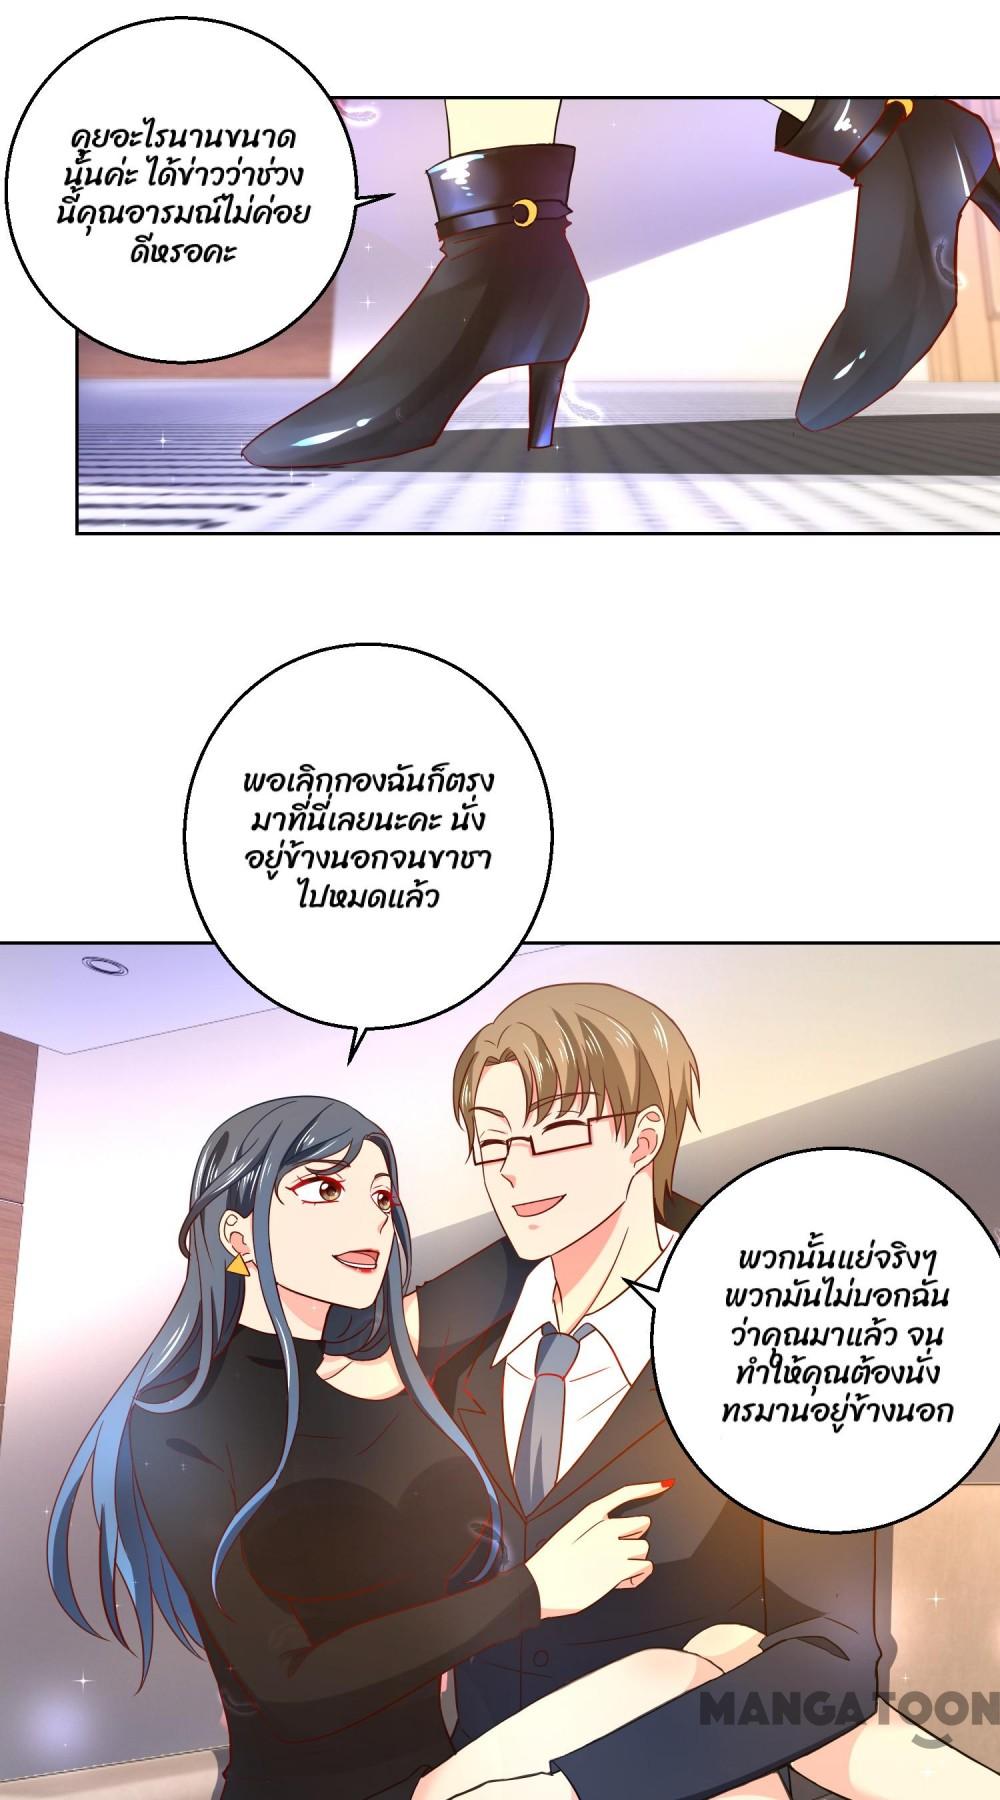 คุยอะไรนานขนาด
นั้นค่ะ ได้ข่าวว่าช่วง
นี้คุณอารมณ์ไม่ค่อย
ดีหรอคะ
พอเลิกกองฉันก็ตรง
มาที่นี่เลยนะคะ นั่ง
อยู่ข้างนอกจนขาชา
ไปหมดแล้ว
พวกนั้นแย่จริงๆ
พวกมันไม่บอกฉัน
ว่าคุณมาแล้ว จน
ทำให้คุณต้องนั่ง
ทรมานอยู่ข้างนอก
MANGATOON